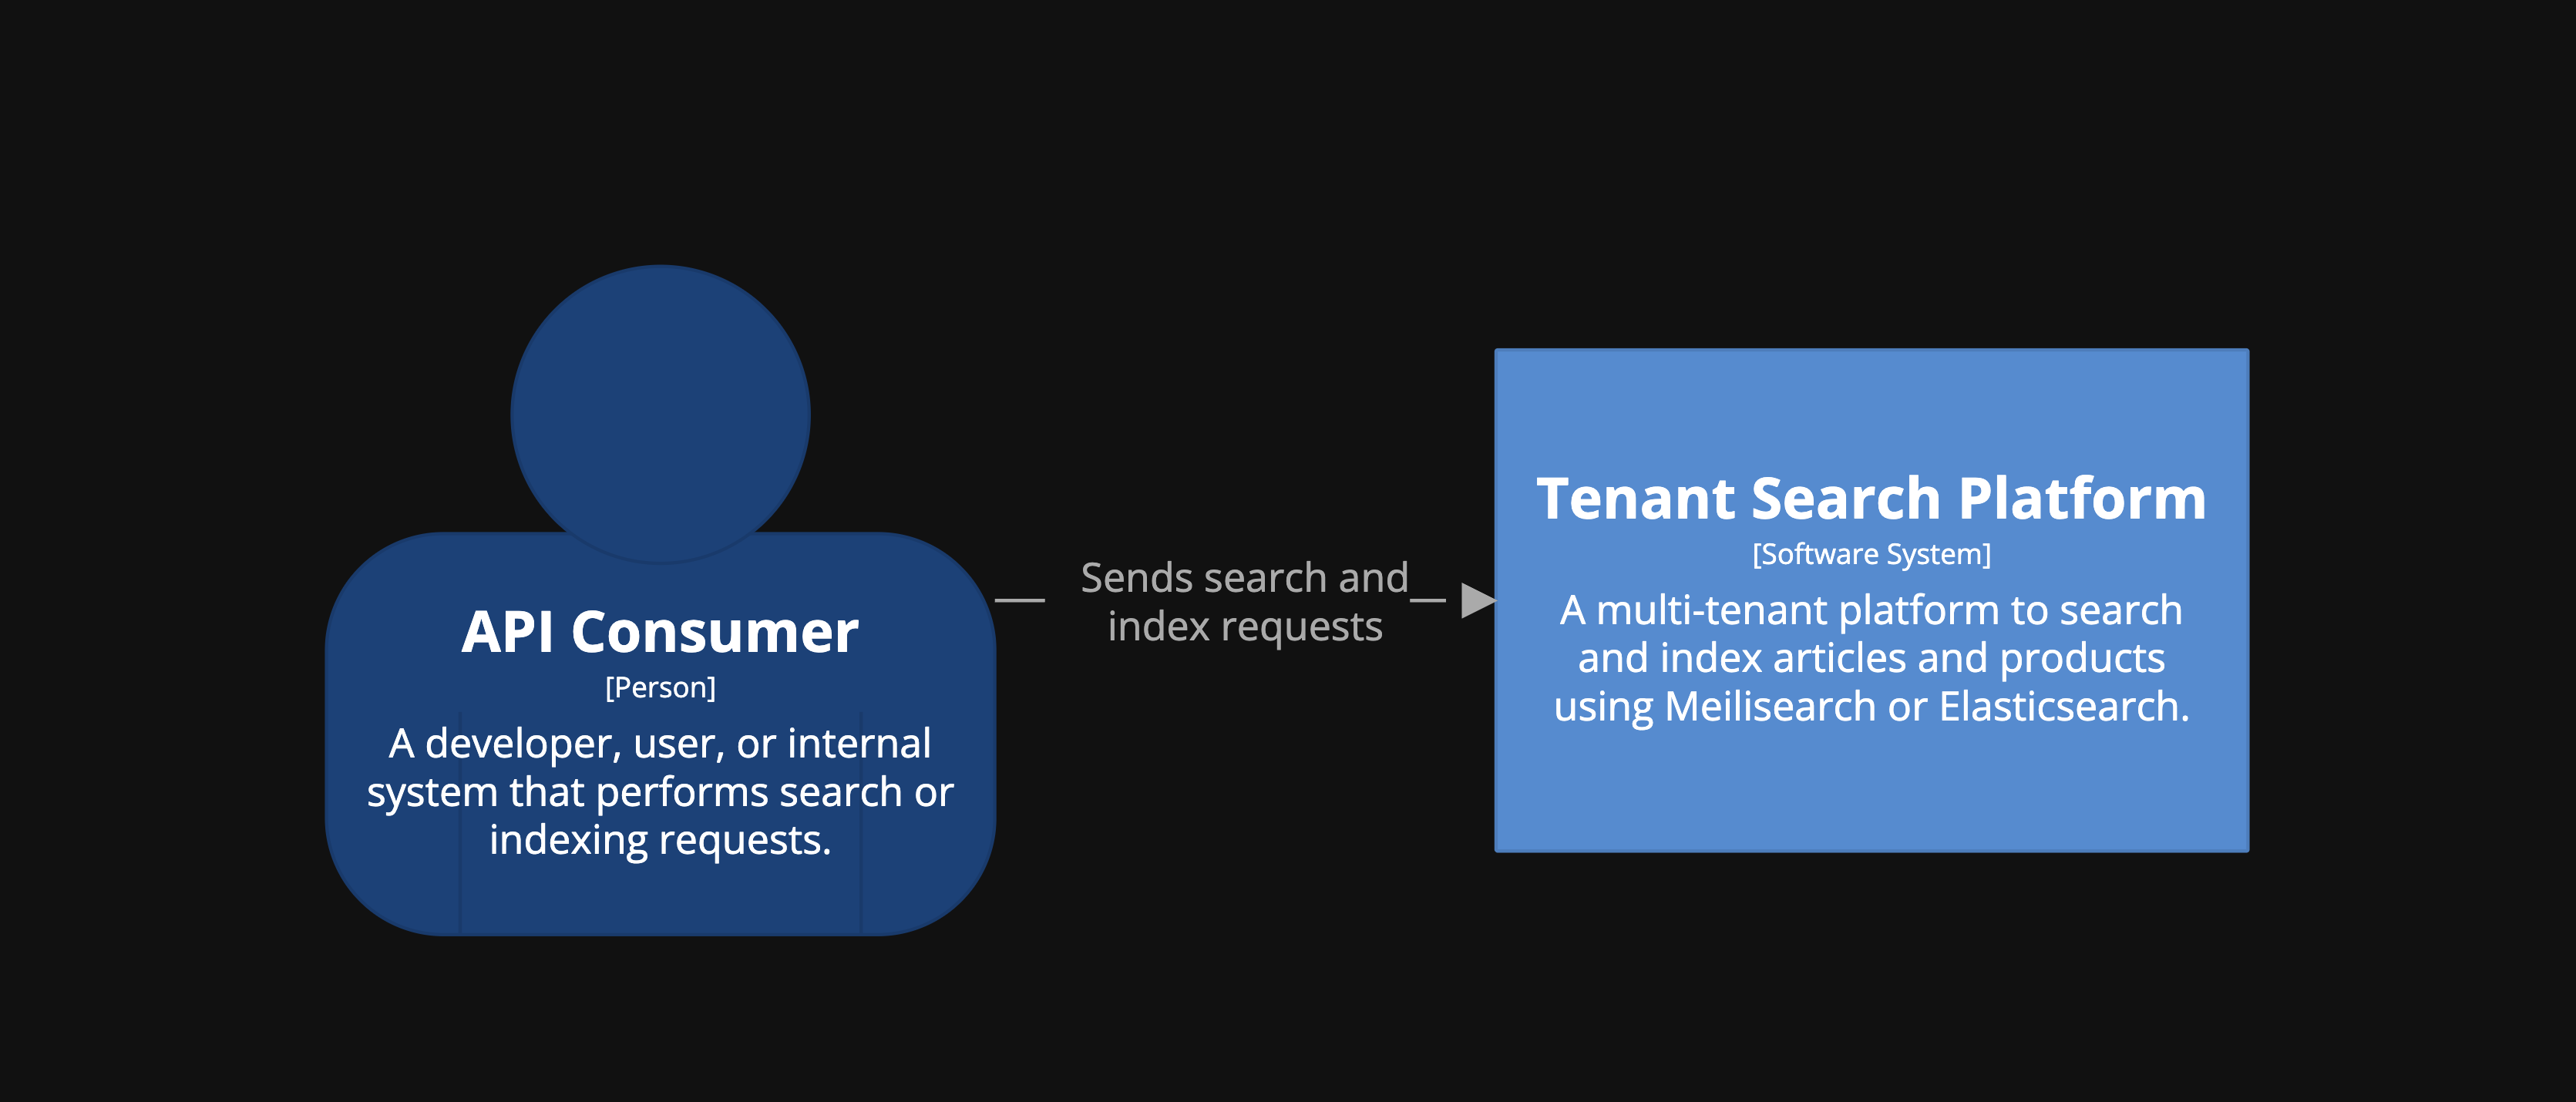 API Consumer
[Person]
A developer, user, or internal
system that performs search or
indexing requests.
Sends search and
index requests
Tenant Search Platform
[Software System]
A multi-tenant platform to search
and index articles and products
using Meilisearch or Elasticsearch.